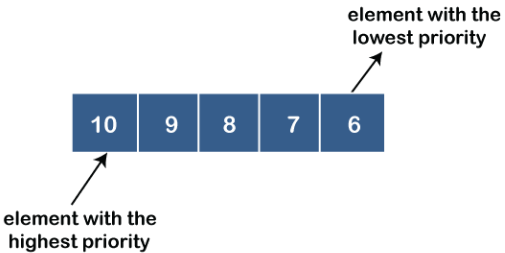 element with the
lowest priority
10 9 8 7 6
element with the
highest priority